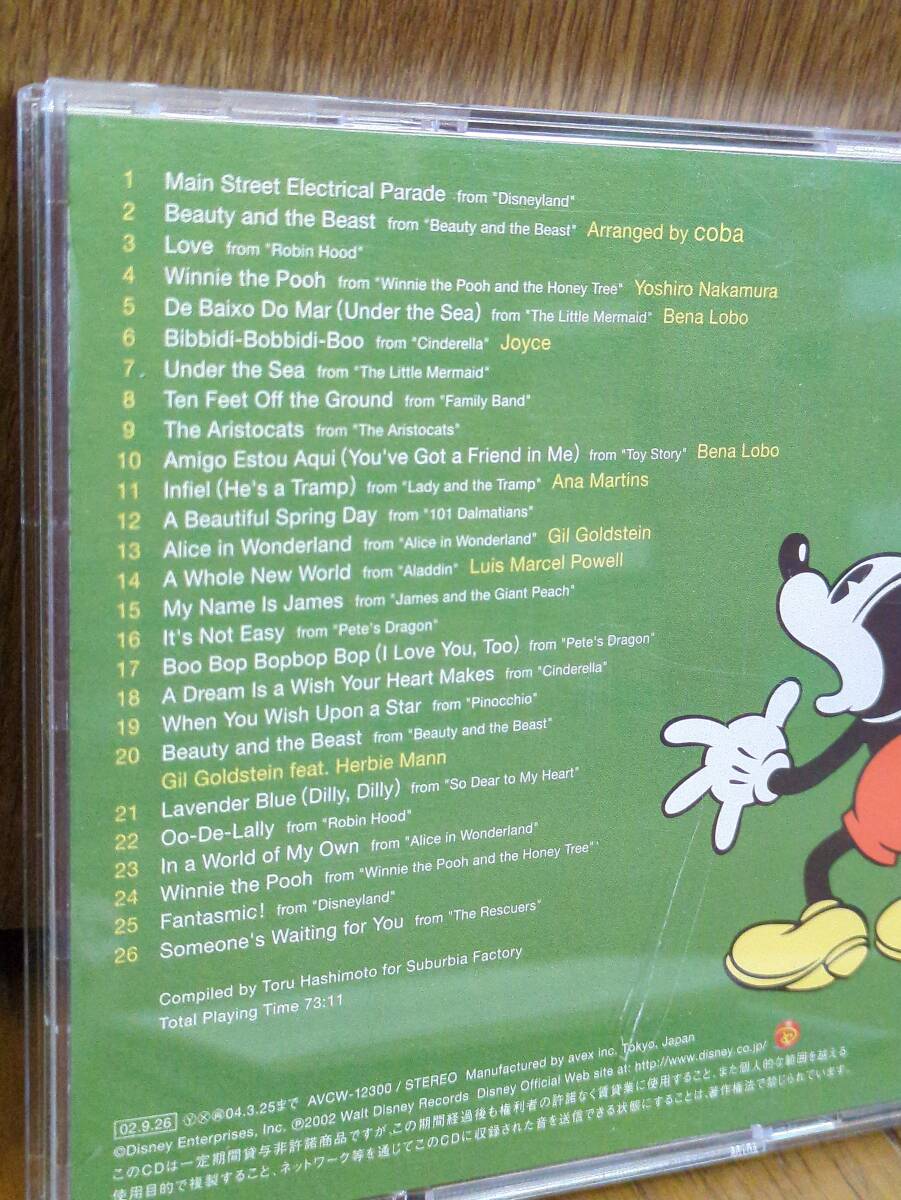 1 Main Street Electrical Parade from "Disneyland"
2 Beauty and the Beast from "Beauty and the Beast" Arranged by coba
3 Love from "Robin Hood"
4 Winnie the Pooh from "Winnie the Pooh and the Honey Tree" Yoshiro Nakamura
5 De Baixo Do Mar (Under the Sea) from "The Little Mermaid" Bena Lobo
6 Bibbidi-Bobbidi-Boo from "Cinderella" Joyce
7 Under the Sea from "The Little Mermaid"
8 Ten Feet Off the Ground from "Family Band"
9 The Aristocats from "The Aristocats"
10 Amigo Estou Aqui (You've Got a Friend in Me) from "Toy Story" Bena Lobo
11 Infiel (He's a Tramp) from "Lady and the Tramp" Ana Martins
12 A Beautiful Spring Day from "101 Dalmatians"
13 Alice in Wonderland from "Alice in Wonderland" Gil Goldstein
14 A Whole New World from "Aladdin" Luis Marcel Powell
15 My Name Is James from "James and the Giant Peach"
16 It's Not Easy from "Pete's Dragon"
17 Boo Bop Bopbop Bop (I Love You, Too) from "Pete's Dragon"
18 A Dream Is a Wish Your Heart Makes from "Cinderella"
19 When You Wish Upon a Star from "Pinocchio"
20 Beauty and the Beast from "Beauty and the Beast"
Gil Goldstein feat. Herbie Mann
21 Lavender Blue (Dilly, Dilly) from "So Dear to My Heart"
22 Oo-De-Lally from "Robin Hood"
23 In a World of My Own from "Alice in Wonderland"
24 Winnie the Pooh from "Winnie the Pooh and the Honey Tree"
25 Fantasmic! from "Disneyland"
26 Someone's Waiting for You from "The Rescuers"
Compiled by Toru Hashimoto for Suburbia Factory
Total Playing Time 73:11
02.9.26 Ⓨ Ⓧ 04.3.25まで AVCW-12300 / STEREO Manufactured by avex inc. Tokyo, Japan
©Disney Enterprises, Inc. ℗2002 Walt Disney Records Disney Official Web site at: http://www.disney.co.jp/
このCDは一定期間貸与非許諾商品ですが、この期間経過後も権利者の許諾なく賃貸業に使用すること、また個人的な範囲を越える
使用目的で複製すること、ネットワーク等を通じてこのCDに収録された音を送信できる状態にすることは、著作権法で禁じられています。